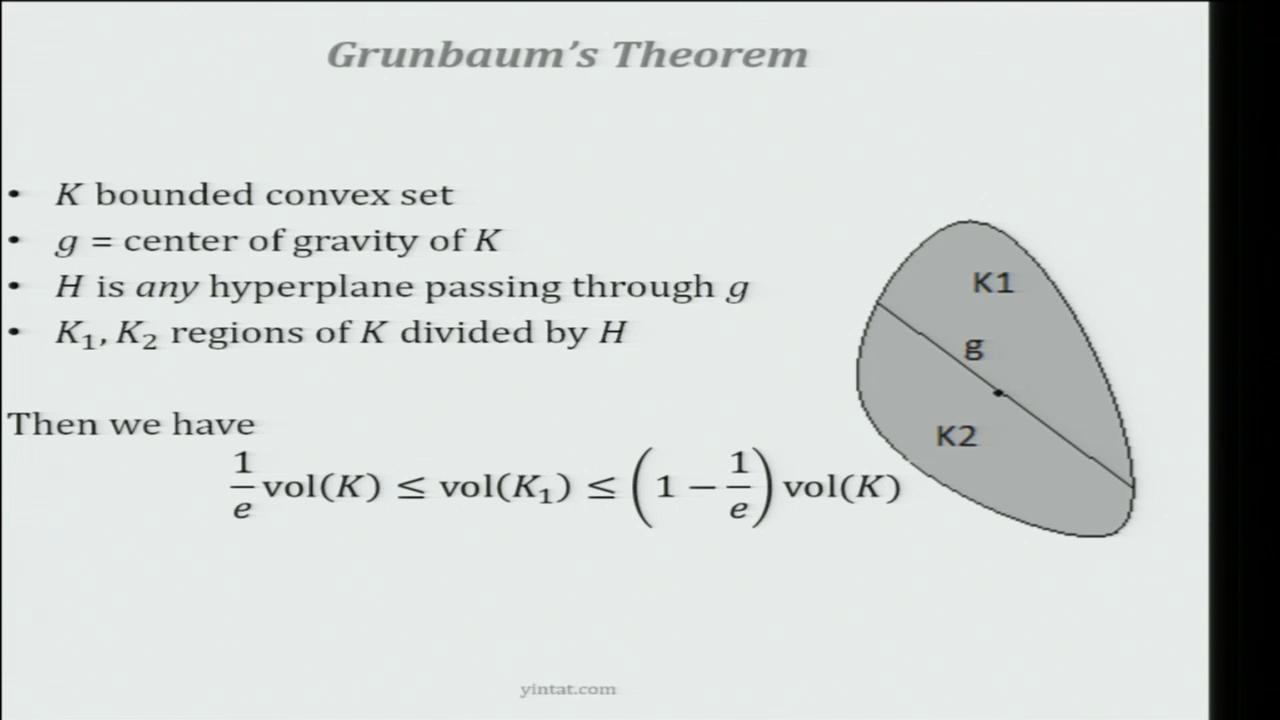 Grunbaum's Theorem
• K bounded convex set
• g = center of gravity of K
• H is any hyperplane passing through g
• K₁, K₂ regions of K divided by H
Then we have
1/e vol(K) ≤ vol(K₁) ≤ (1 − 1/e) vol(K)
K1
g
K2
yintat.com